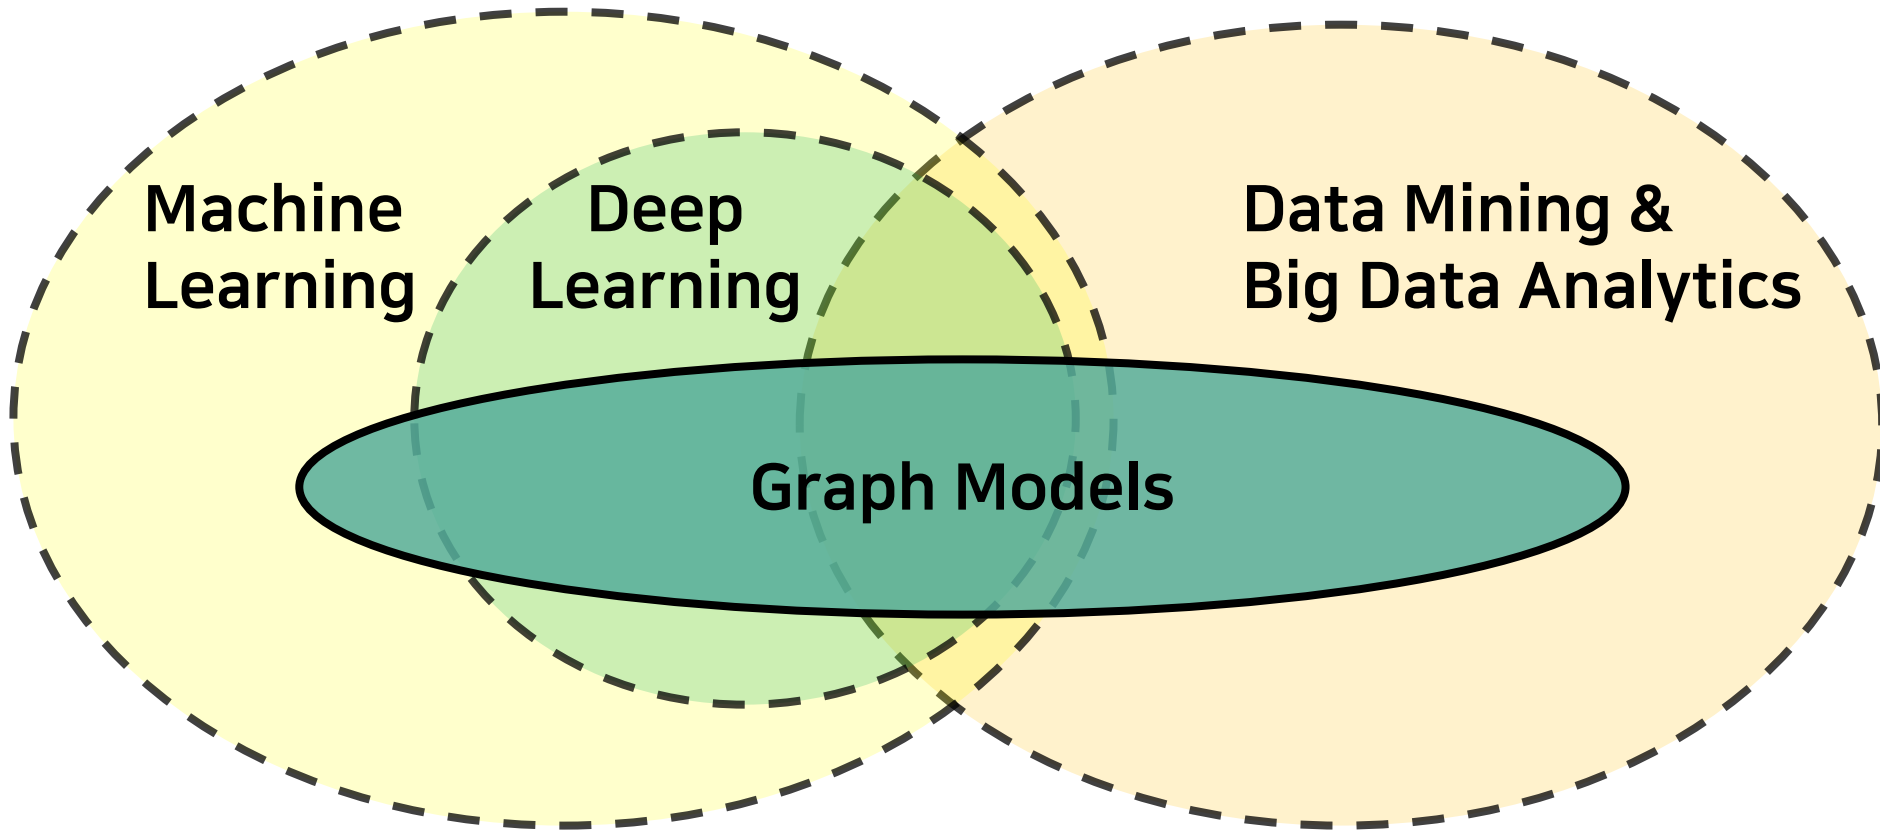 Machine
Learning
Deep
Learning
Data Mining &
Big Data Analytics
Graph Models